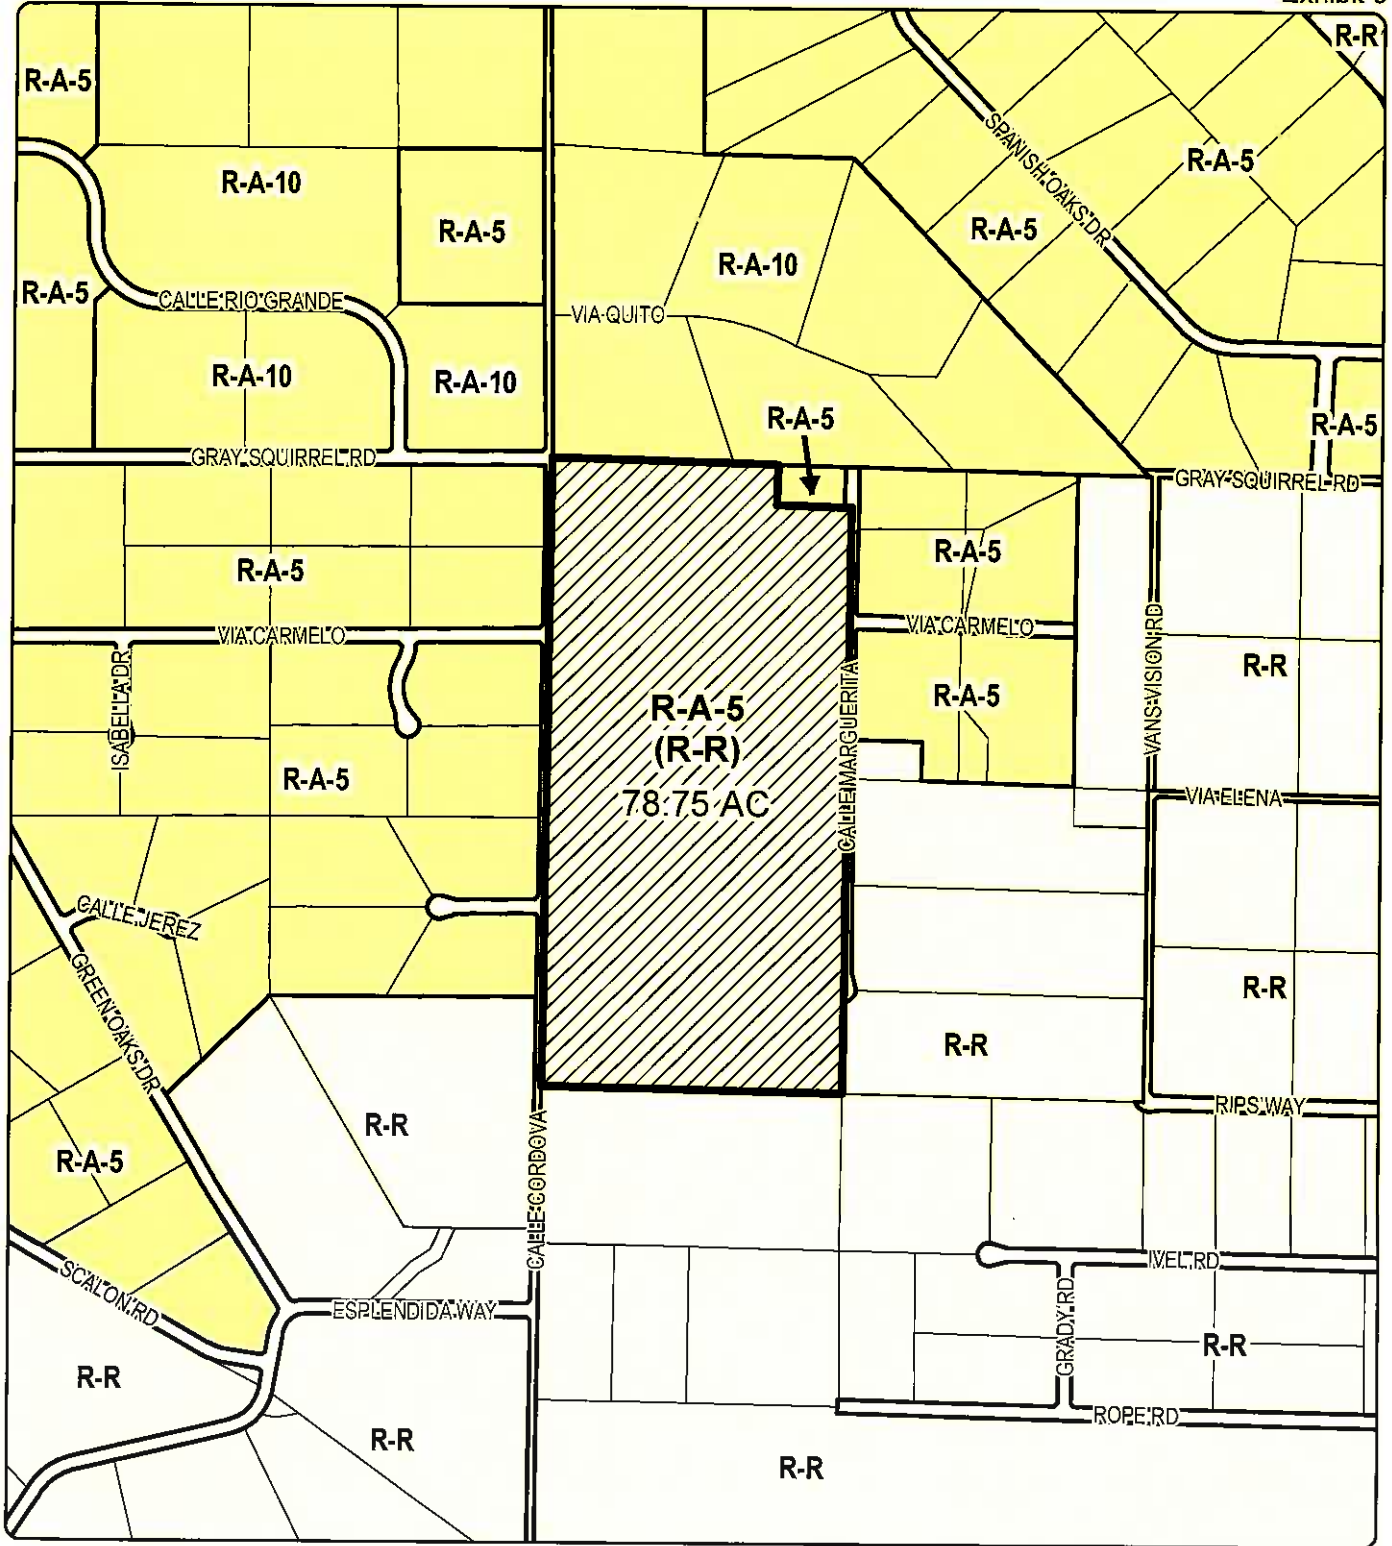 R-R
R-A-5
SPANISH OAKS DR
R-A-5
R-A-10
R-A-5
R-A-5
R-A-10
R-A-5
CALLE RIO GRANDE
VIA QUITO
R-A-10
R-A-10
R-A-5
R-A-5
GRAY SQUIRREL RD
GRAY SQUIRREL RD
R-A-5
R-A-5
VIA CARMELO
VIA CARMELO
ISABELLA DR
VANS VISION RD
R-R
R-A-5
R-A-5
(R-R)
78.75 AC
CALLE MARGUERITA
R-A-5
VIA ELENA
CALLE JEREZ
GREEN OAKS DR
R-R
R-R
RIPS WAY
R-R
CALLE CORDOVA
R-A-5
SCALON RD
ESPLENDIDA WAY
IVEL RD
GRADY RD
R-R
R-R
ROPE RD
R-R
R-R